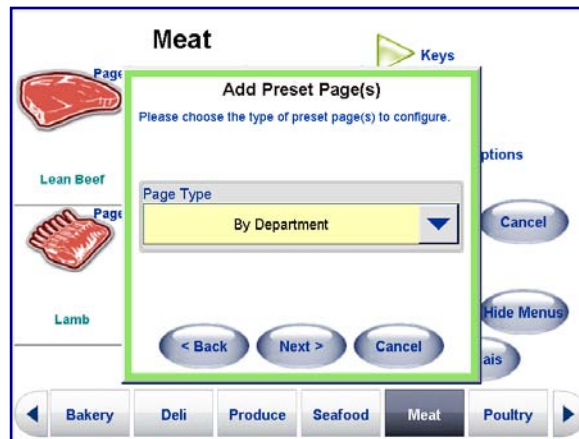 Meat
Keys
Page
Add Preset Page(s)
Please choose the type of preset page(s) to configure.
ptions
Lean Beef
Page Type
By Department
Page
Cancel
Lamb
Hide Menus
< Back
Next >
Cancel
ais
Bakery
Deli
Produce
Seafood
Meat
Poultry